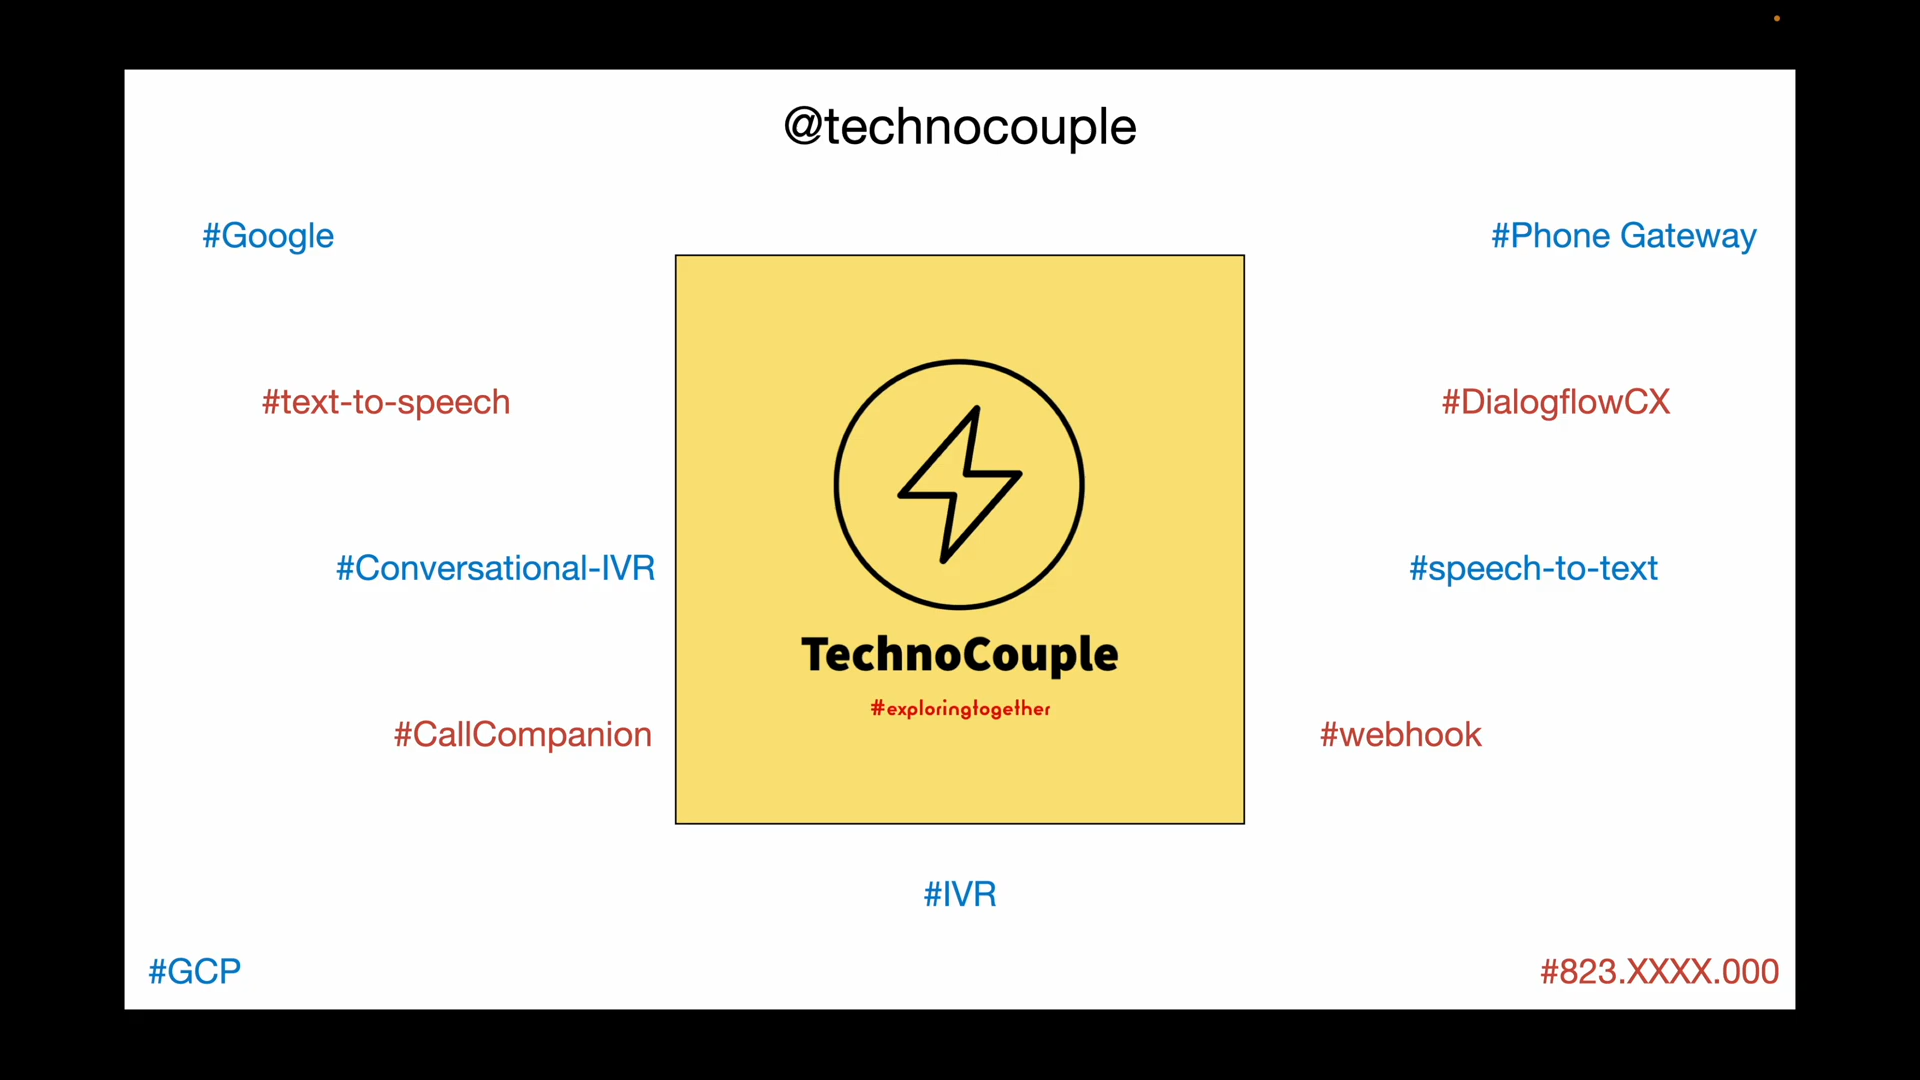 @technocouple
#Google
#Phone Gateway
#text-to-speech
#DialogflowCX
#Conversational-IVR
#speech-to-text
TechnoCouple
#exploringtogether
#CallCompanion
#webhook
#IVR
#GCP
#823.XXXX.000